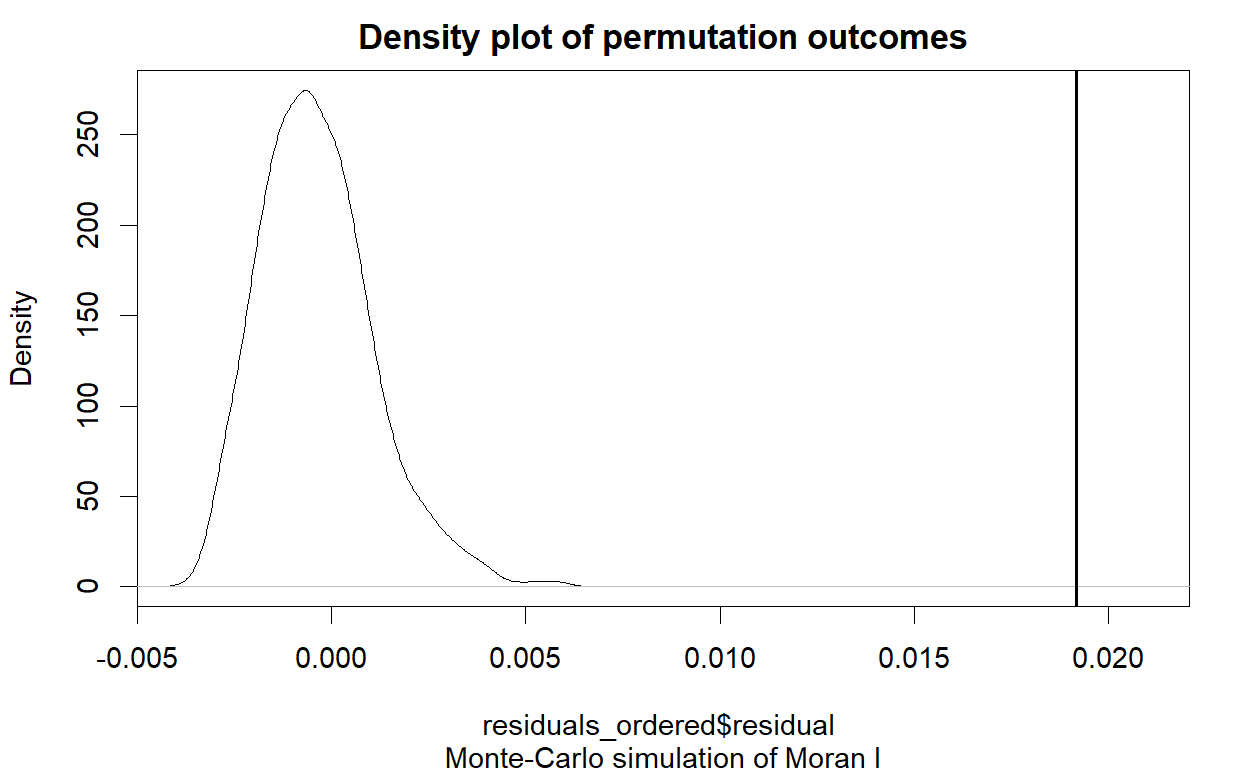 Density plot of permutation outcomes
Density
250
200
150
100
50
0
-0.005 0.000 0.005 0.010 0.015 0.020
residuals_ordered$residual
Monte-Carlo simulation of Moran I